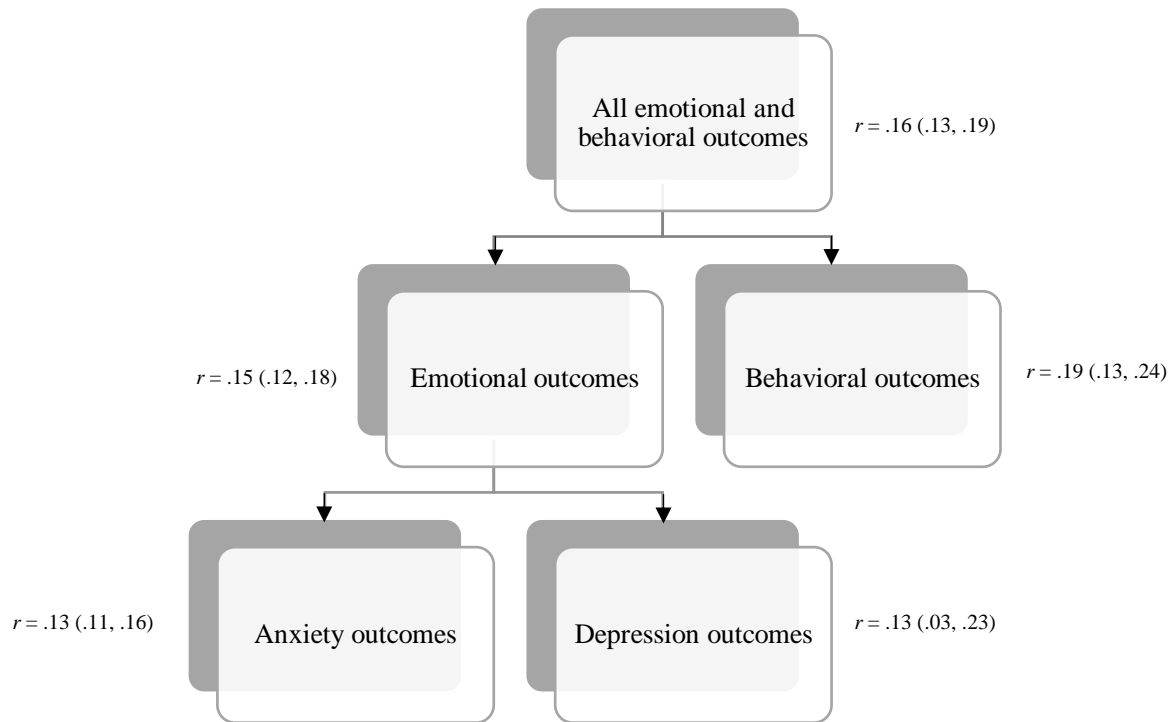 All emotional and
behavioral outcomes
r = .16 (.13, .19)
r = .15 (.12, .18)
Emotional outcomes
Behavioral outcomes
r = .19 (.13, .24)
r = .13 (.11, .16)
Anxiety outcomes
Depression outcomes
r = .13 (.03, .23)